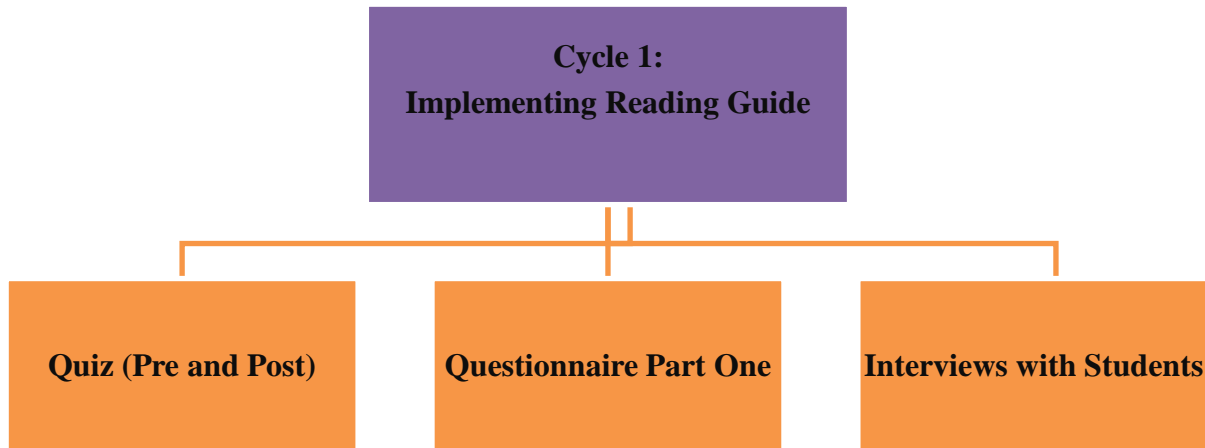 Cycle 1:
Implementing Reading Guide
Quiz (Pre and Post)
Questionnaire Part One
Interviews with Students